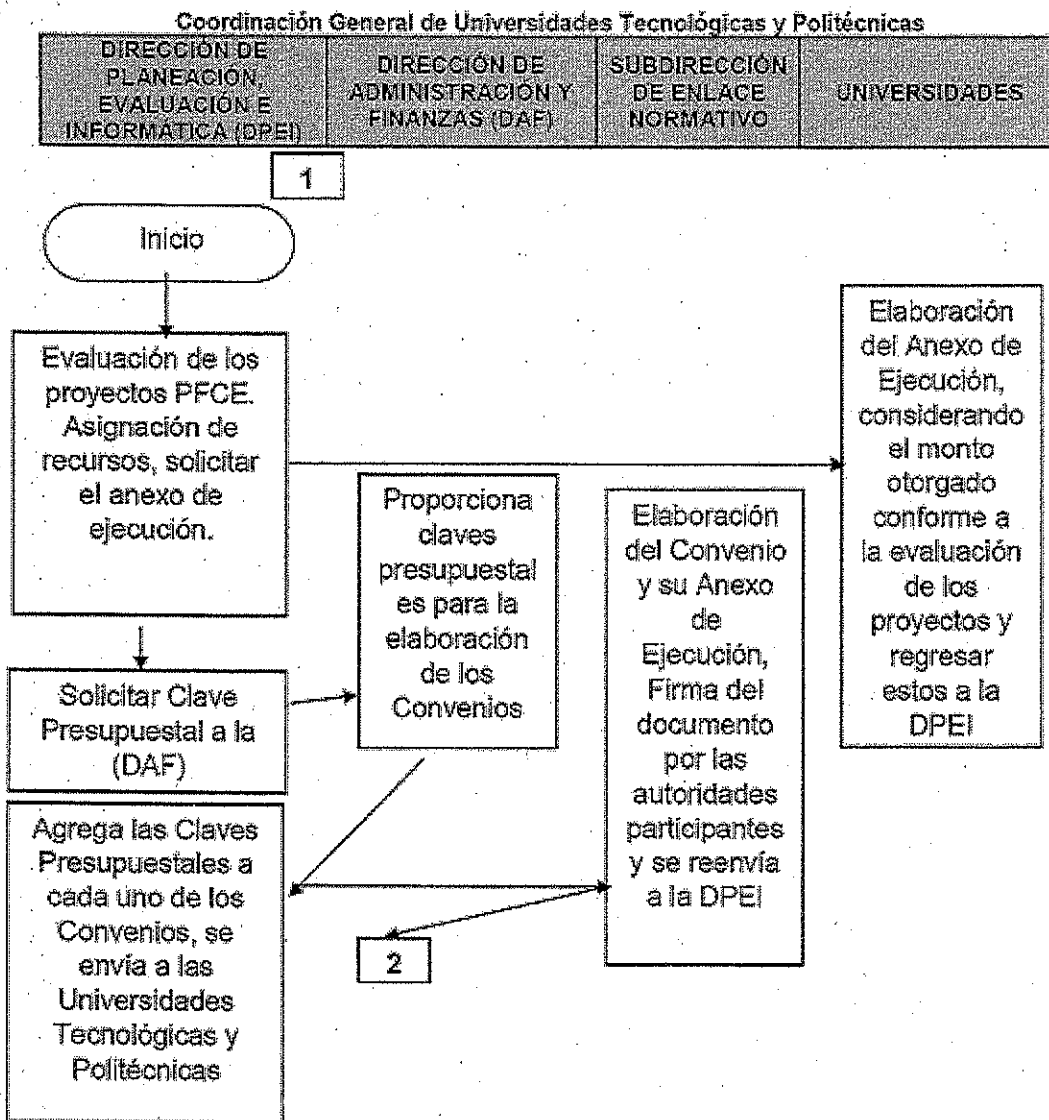 Coordinación General de Universidades Tecnológicas y Politécnicas
DIRECCIÓN DE
PLANEACIÓN,
EVALUACIÓN E
INFORMÁTICA (DPEI)
DIRECCIÓN DE
ADMINISTRACIÓN Y
FINANZAS (DAF)
SUBDIRECCIÓN
DE ENLACE
NORMATIVO
UNIVERSIDADES
1
Inicio
Evaluación de los
proyectos PFCE.
Asignación de
recursos, solicitar
el anexo de
ejecución.
Elaboración
del Anexo de
Ejecución,
considerando
el monto
otorgado
conforme a
la evaluación
de los
proyectos y
regresar
estos a la
DPEI
Solicitar Clave
Presupuestal a la
(DAF)
Proporciona
claves
presupuestal
es para la
elaboración
de los
Convenios
Agrega las Claves
Presupuestales a
cada uno de los
Convenios, se
envía a las
Universidades
Tecnológicas y
Politécnicas
Elaboración
del Convenio
y su Anexo
de
Ejecución,
Firma del
documento
por las
autoridades
participantes
y se reenvía
a la DPEI
2